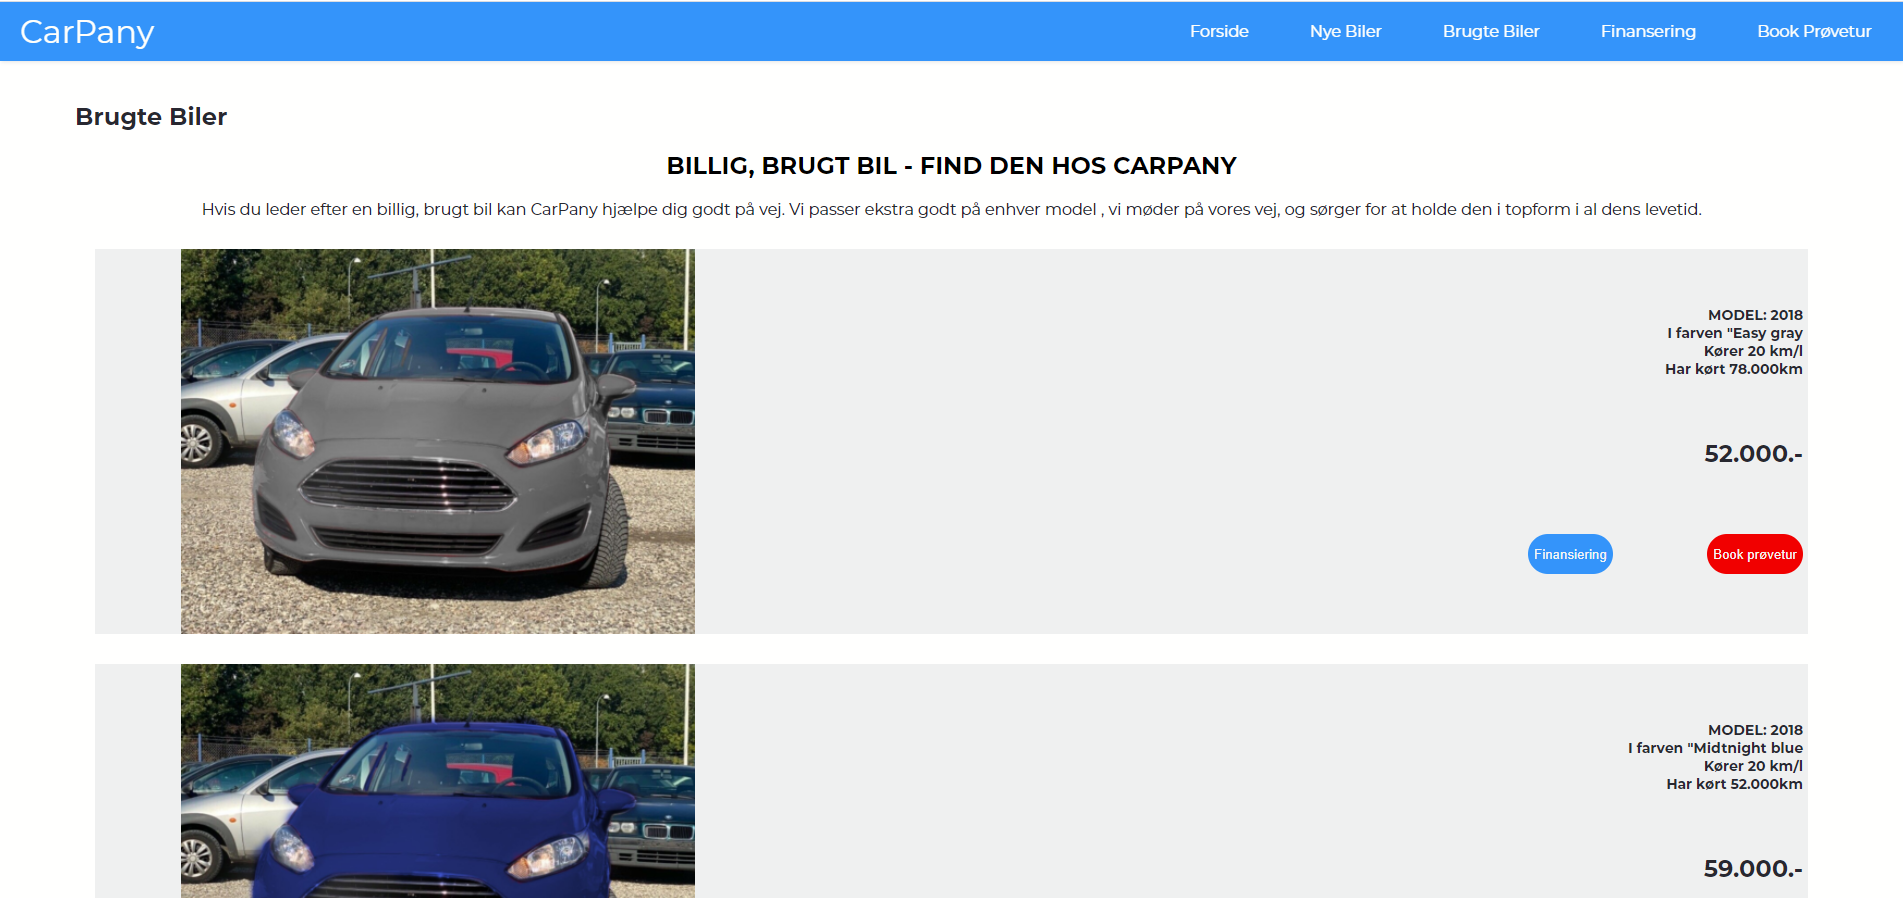 CarPany
Forside
Nye Biler
Brugte Biler
Finansering
Book Prøvetur
Brugte Biler
BILLIG, BRUGT BIL - FIND DEN HOS CARPANY
Hvis du leder efter en billig, brugt bil kan CarPany hjælpe dig godt på vej. Vi passer ekstra godt på enhver model , vi møder på vores vej, og sørger for at holde den i topform i al dens levetid.
MODEL: 2018
I farven "Easy gray
Kører 20 km/l
Har kørt 78.000km
52.000.-
Finansiering
Book prøvetur
MODEL: 2018
I farven "Midtnight blue
Kører 20 km/l
Har kørt 52.000km
59.000.-